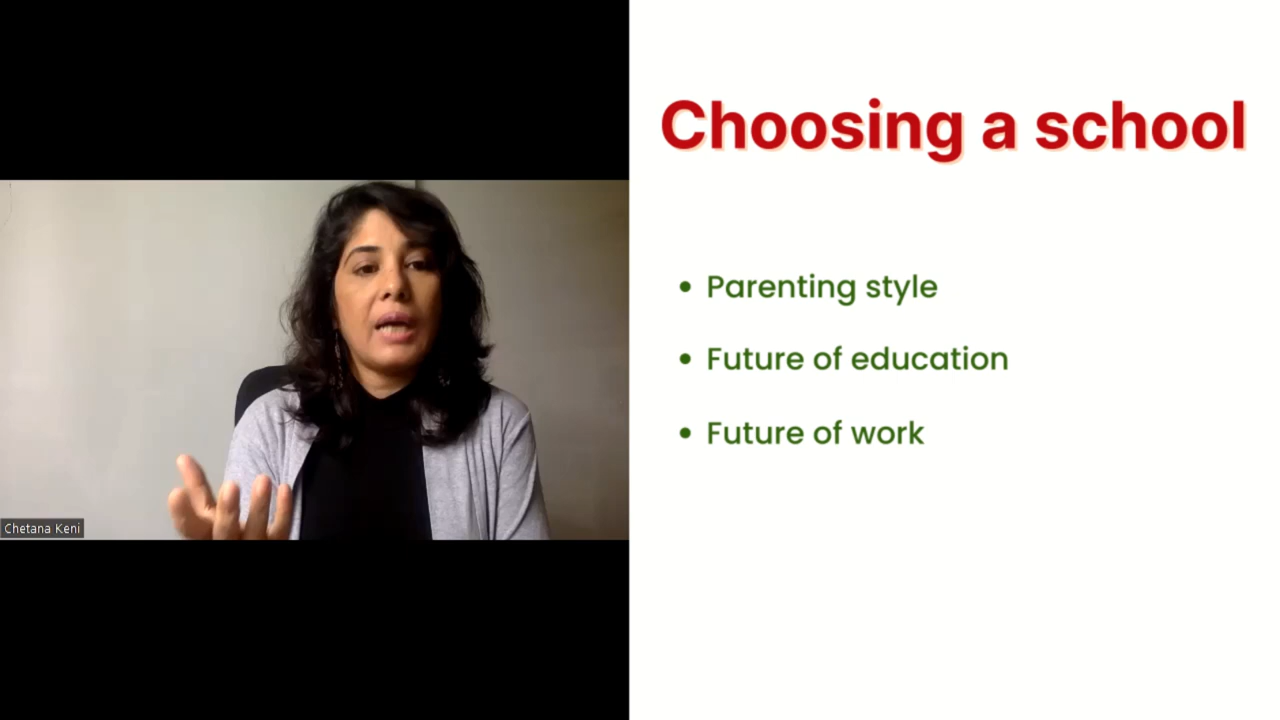 Choosing a school
Parenting style
Future of education
Future of work
Chetana Keni